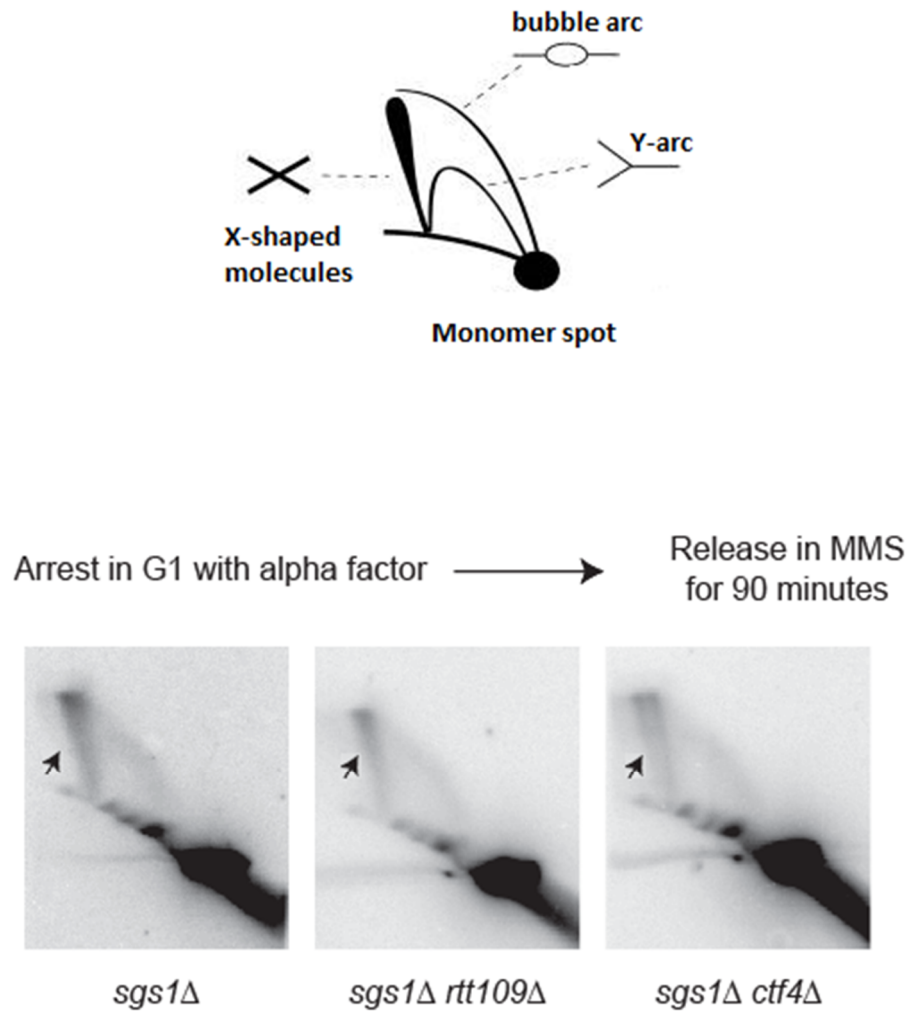 bubble arc
Y-arc
X-shaped
molecules
Monomer spot
Arrest in G1 with alpha factor
Release in MMS
for 90 minutes
sgs1Δ
sgs1Δ rtt109Δ
sgs1Δ ctf4Δ